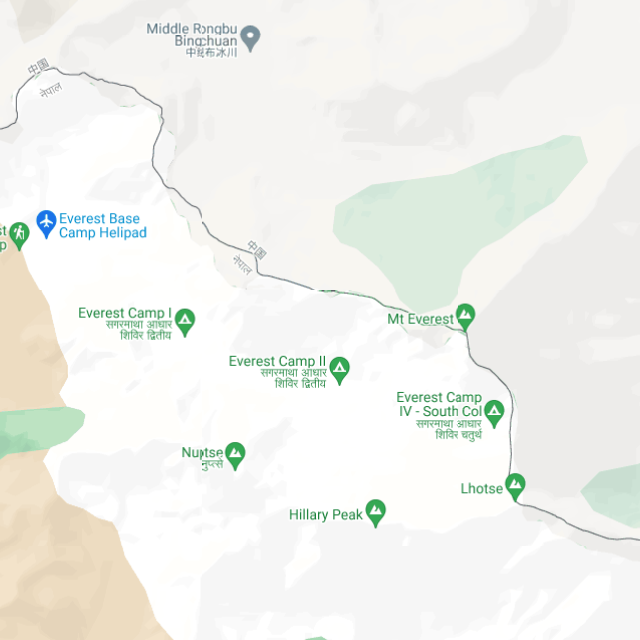 Middle Rongbu
Bingchuan
中绒布冰川
中国
नेपाल
st
p
Everest Base
Camp Helipad
中国
नेपाल
Everest Camp I
सगरमाथा आधार
शिविर द्वितीय
Mt Everest
Everest Camp II
सगरमाथा आधार
शिविर द्वितीय
Everest Camp
IV - South Col
सगरमाथा आधार
शिविर चतुर्थ
Nuptse
नुप्त्से
Lhotse
Hillary Peak